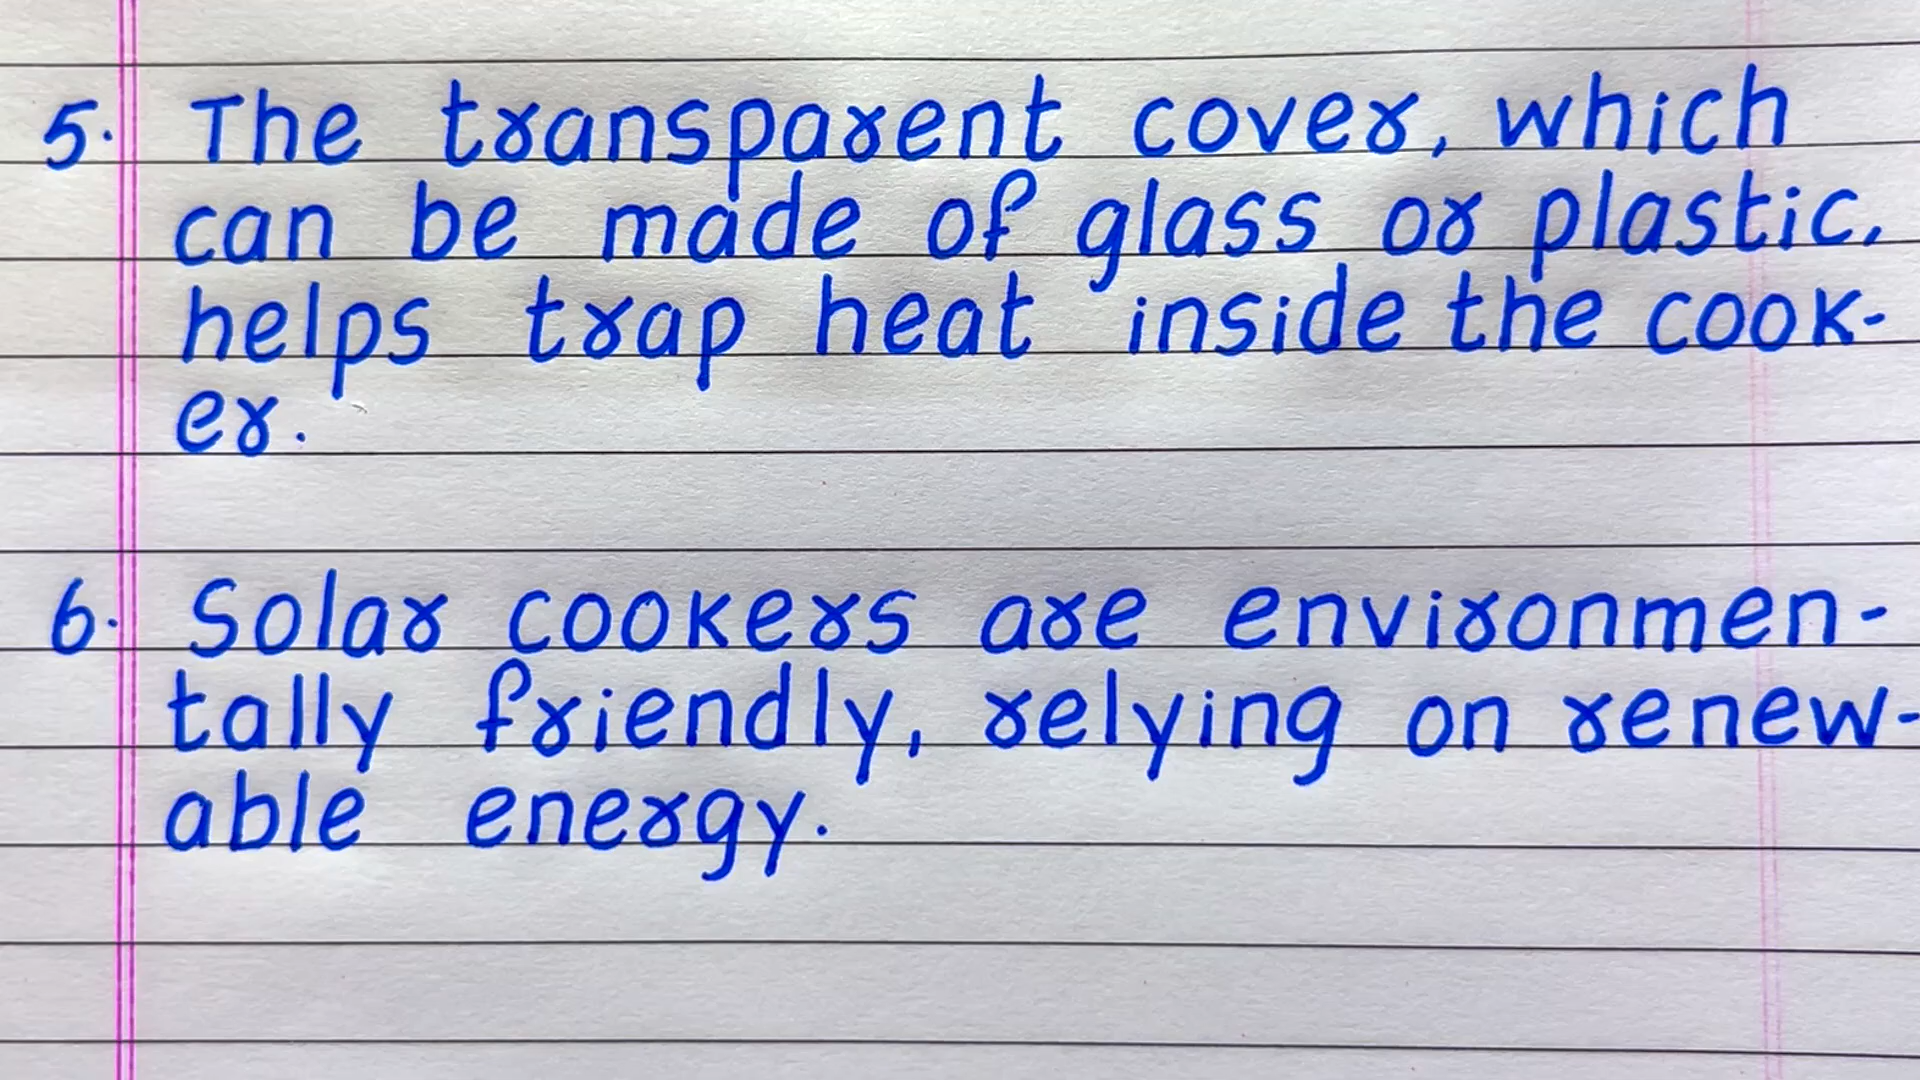 5. The transparent cover, which
can be made of glass or plastic,
helps trap heat inside the cook-
er.
6. Solar cookers are environmen-
tally friendly, relying on renew-
able energy.